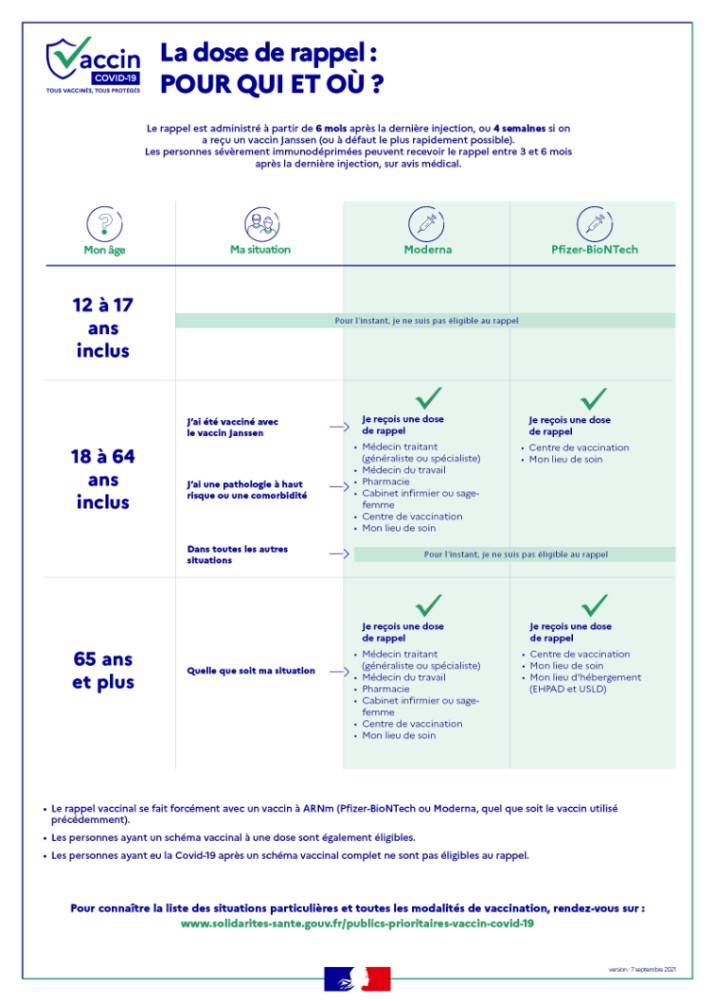 Vaccin
COVID-19
TOUS VACCINÉS, TOUS PROTÉGÉS
La dose de rappel :
POUR QUI ET OÙ ?
Le rappel est administré à partir de 6 mois après la dernière injection, ou 4 semaines si on
a reçu un vaccin Janssen (ou à défaut le plus rapidement possible).
Les personnes sévèrement immunodéprimées peuvent recevoir le rappel entre 3 et 6 mois
après la dernière injection, sur avis médical.
Mon âge
Ma situation
Moderna
Pfizer-BioNTech
12 à 17
ans
inclus
Pour l'instant, je ne suis pas éligible au rappel
18 à 64
ans
inclus
J'ai été vacciné avec
le vaccin Janssen
J'ai une pathologie à haut
risque ou une comorbidité
Dans toutes les autres
situations
Je reçois une dose
de rappel
• Médecin traitant
(généraliste ou spécialiste)
• Médecin du travail
• Pharmacie
• Cabinet infirmier ou sage-
femme
• Centre de vaccination
• Mon lieu de soin
Je reçois une dose
de rappel
• Centre de vaccination
• Mon lieu de soin
Pour l'instant, je ne suis pas éligible au rappel
65 ans
et plus
Quelle que soit ma situation
Je reçois une dose
de rappel
• Médecin traitant
(généraliste ou spécialiste)
• Médecin du travail
• Pharmacie
• Cabinet infirmier ou sage-
femme
• Centre de vaccination
• Mon lieu de soin
Je reçois une dose
de rappel
• Centre de vaccination
• Mon lieu de soin
• Mon lieu d'hébergement
(EHPAD et USLD)
• Le rappel vaccinal se fait forcément avec un vaccin à ARNm (Pfizer-BioNTech ou Moderna, quel que soit le vaccin utilisé
précédemment).
• Les personnes ayant un schéma vaccinal à une dose sont également éligibles.
• Les personnes ayant eu la Covid-19 après un schéma vaccinal complet ne sont pas éligibles au rappel.
Pour connaître la liste des situations particulières et toutes les modalités de vaccination, rendez-vous sur :
www.solidarites-sante.gouv.fr/publics-prioritaires-vaccin-covid-19
version : 7 septembre 2021